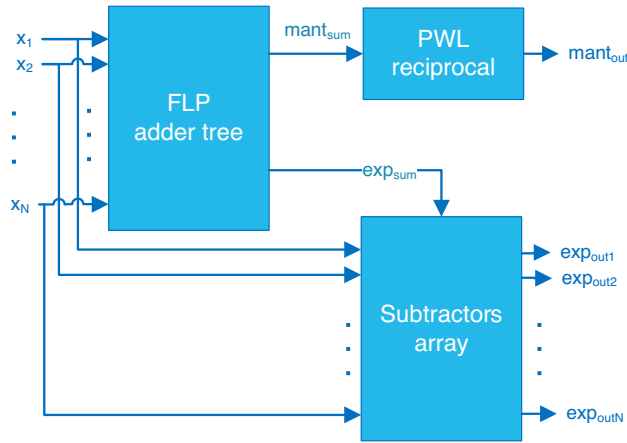 x1
x2
xN
FLP
adder tree
mantsum
PWL
reciprocal
mantout
expsum
Subtractors
array
expout1
expout2
expoutN